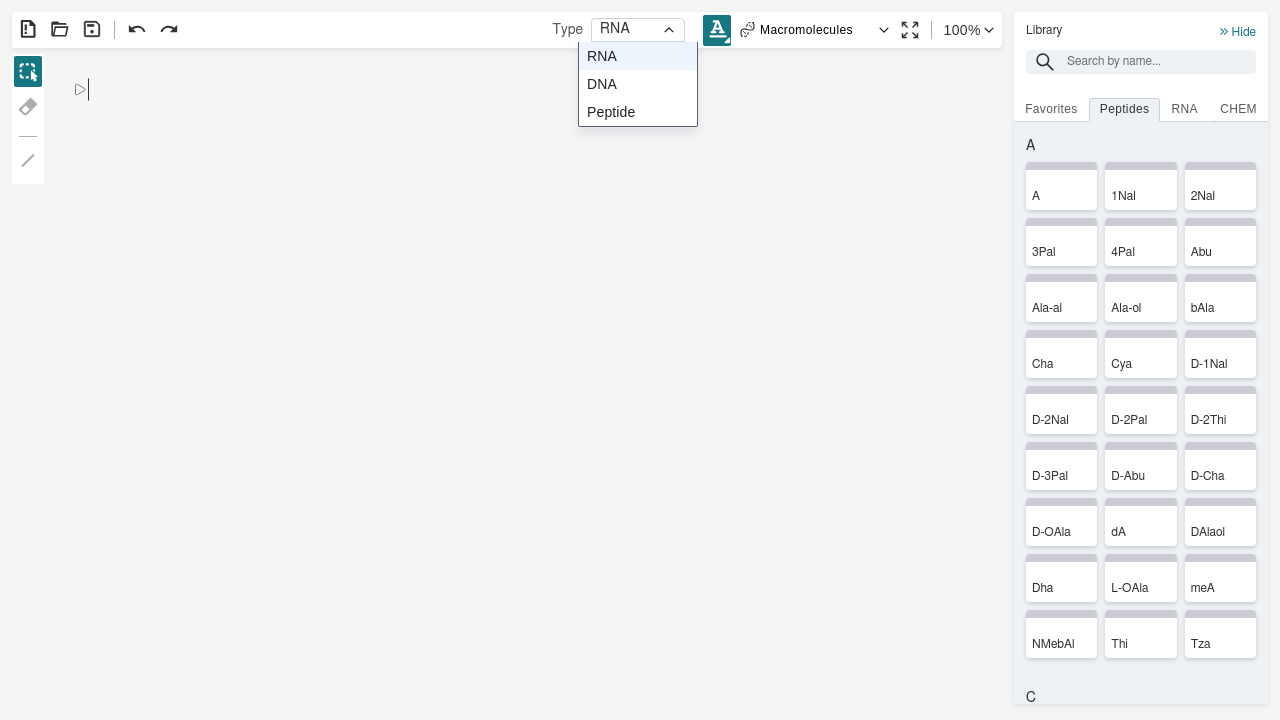 Type RNA Macromolecules 100%
RNA
DNA
Peptide
Library
Hide
Search by name...
Favorites Peptides RNA CHEM
A
A 1Nal 2Nal
3Pal 4Pal Abu
Ala-al Ala-ol bAla
Cha Cya D-1Nal
D-2Nal D-2Pal D-2Thi
D-3Pal D-Abu D-Cha
D-OAla dA DAlaol
Dha L-OAla meA
NMebAl Thi Tza
C